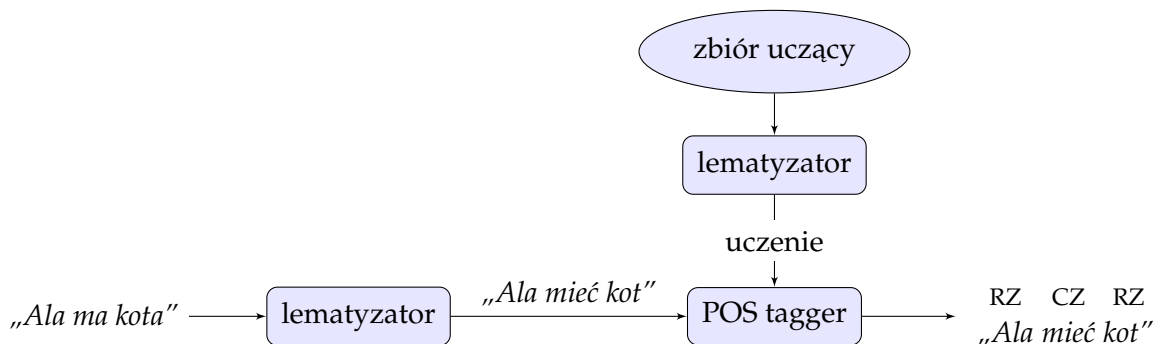 zbiór uczący
lematyzator
uczenie
„Ala ma kota”
lematyzator
„Ala mieć kot”
POS tagger
RZ CZ RZ
„Ala mieć kot”